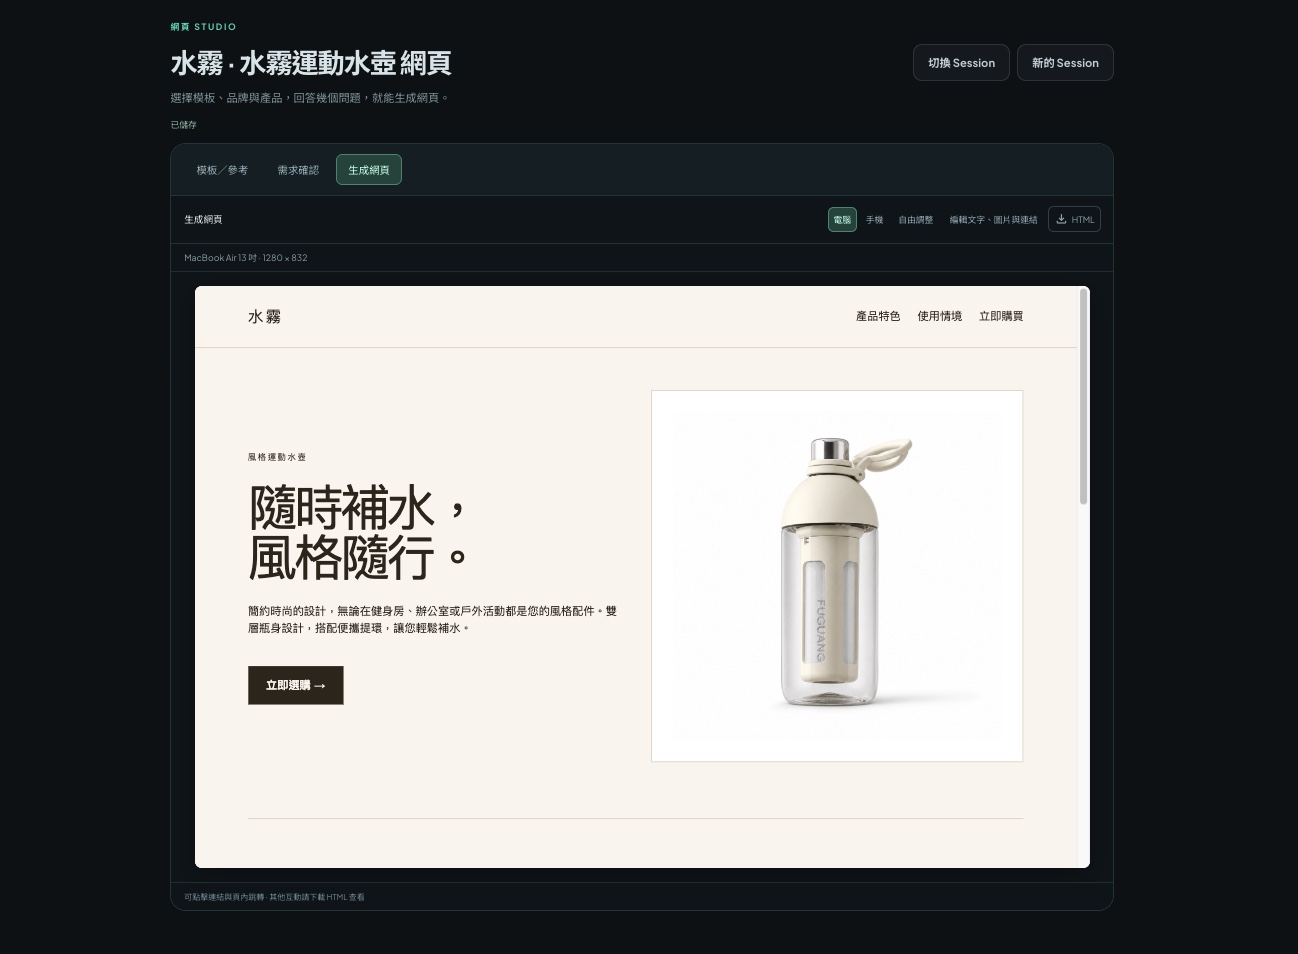 網頁 STUDIO
水霧 · 水霧運動水壺 網頁
切換 Session
新的 Session
選擇模板、品牌與產品，回答幾個問題，就能生成網頁。
已儲存
模板／參考
需求確認
生成網頁
生成網頁
電腦
手機
自由調整
編輯文字、圖片與連結
HTML
MacBook Air 13 吋 · 1280 × 832
水霧
產品特色
使用情境
立即購買
風格運動水壺
隨時補水，
風格隨行。
簡約時尚的設計，無論在健身房、辦公室或戶外活動都是您的風格配件。雙
層瓶身設計，搭配便攜提環，讓您輕鬆補水。
立即選購 →
FUGUANG
可點擊連結與頁內跳轉 · 其他互動請下載 HTML 查看